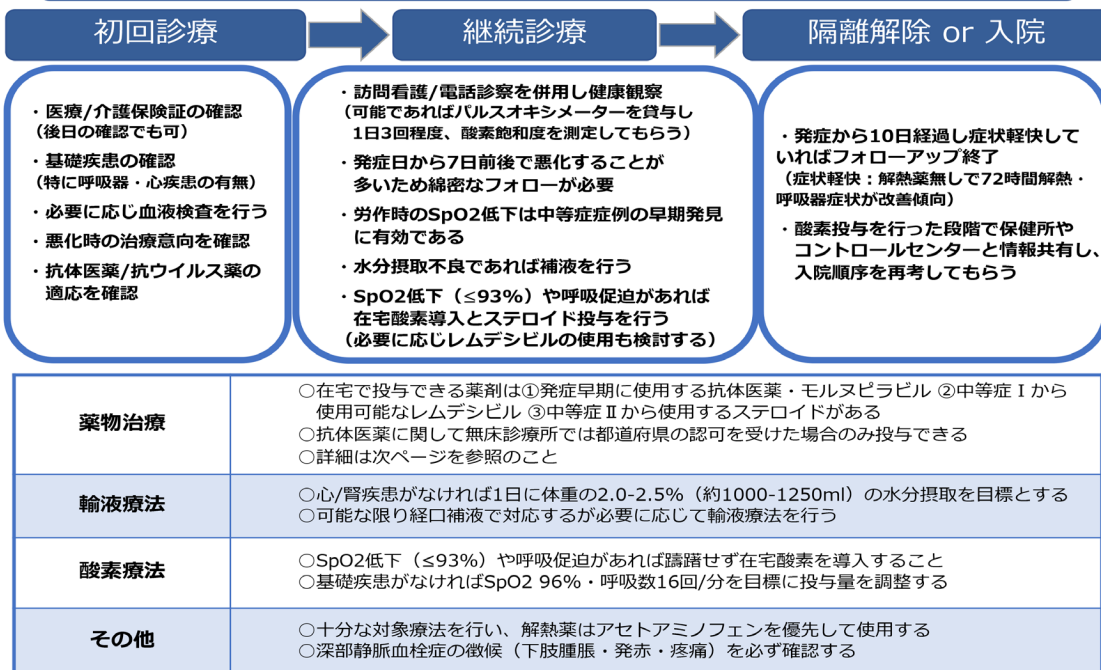 初回診療
継続診療
隔離解除 or 入院
・医療/介護保険証の確認
（後日の確認でも可）
・基礎疾患の確認
（特に呼吸器・心疾患の有無）
・必要に応じ血液検査を行う
・悪化時の治療意向を確認
・抗体医薬/抗ウイルス薬の
適応を確認
・訪問看護/電話診察を併用し健康観察
（可能であればパルスオキシメーターを貸与し
1日3回程度、酸素飽和度を測定してもらう）
・発症日から7日前後で悪化することが
多いため綿密なフォローが必要
・労作時のSpO2低下は中等症症例の早期発見
に有効である
・水分摂取不良であれば補液を行う
・SpO2低下（≤93%）や呼吸促迫があれば
在宅酸素導入とステロイド投与を行う
（必要に応じレムデシビルの使用も検討する）
・発症から10日経過し症状軽快して
いればフォローアップ終了
（症状軽快：解熱薬無しで72時間解熱・
呼吸器症状が改善傾向）
・酸素投与を行った段階で保健所や
コントロールセンターと情報共有し、
入院順序を再考してもらう
薬物治療
○在宅で投与できる薬剤は①発症早期に使用する抗体医薬・モルヌピラビル ②中等症Ⅰから
使用可能なレムデシビル ③中等症Ⅱから使用するステロイドがある
○抗体医薬に関して無床診療所では都道府県の認可を受けた場合のみ投与できる
○詳細は次ページを参照のこと
輸液療法
○心/腎疾患がなければ1日に体重の2.0-2.5%（約1000-1250ml）の水分摂取を目標とする
○可能な限り経口補液で対応するが必要に応じて輸液療法を行う
酸素療法
○SpO2低下（≤93%）や呼吸促迫があれば躊躇せず在宅酸素を導入すること
○基礎疾患がなければSpO2 96%・呼吸数16回/分を目標に投与量を調整する
その他
○十分な対象療法を行い、解熱薬はアセトアミノフェンを優先して使用する
○深部静脈血栓症の徴候（下肢腫脹・発赤・疼痛）を必ず確認する